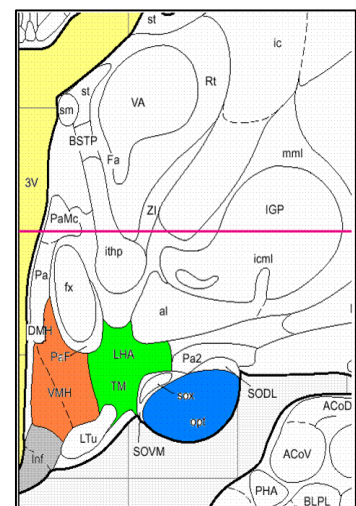 st
ic
st
Rt
VA
sm
BSTP
mml
Fa
3V
ZI
IGP
PaMc
ithp
Pa
icml
fx
al
DMH
LHA
PaF
Pa2
TM
VMH
SODL
sox
opt
ACoD
LTu
SOVM
Inf
ACoV
PHA
BLPL